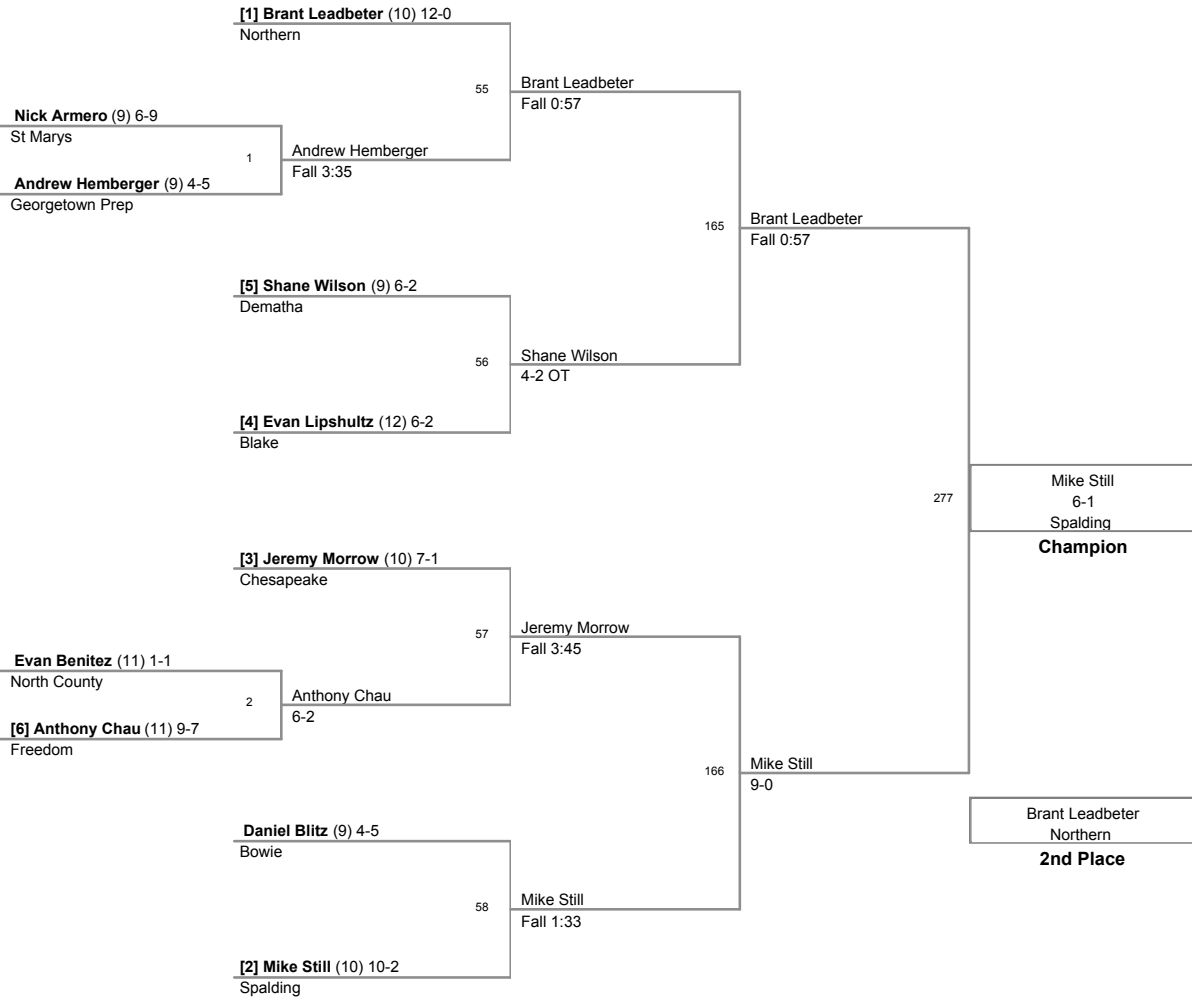 [1] Brant Leadbeter (10) 12-0
Northern
55
Brant Leadbeter
Fall 0:57
Nick Armero (9) 6-9
St Marys
1
Andrew Hemberger
Fall 3:35
Andrew Hemberger (9) 4-5
Georgetown Prep
165
Brant Leadbeter
Fall 0:57
[5] Shane Wilson (9) 6-2
Dematha
56
Shane Wilson
4-2 OT
[4] Evan Lipshultz (12) 6-2
Blake
277
Mike Still
6-1
Spalding
Champion
[3] Jeremy Morrow (10) 7-1
Chesapeake
57
Jeremy Morrow
Fall 3:45
Evan Benitez (11) 1-1
North County
2
Anthony Chau
6-2
[6] Anthony Chau (11) 9-7
Freedom
166
Mike Still
9-0
Brant Leadbeter
Northern
2nd Place
Daniel Blitz (9) 4-5
Bowie
58
Mike Still
Fall 1:33
[2] Mike Still (10) 10-2
Spalding